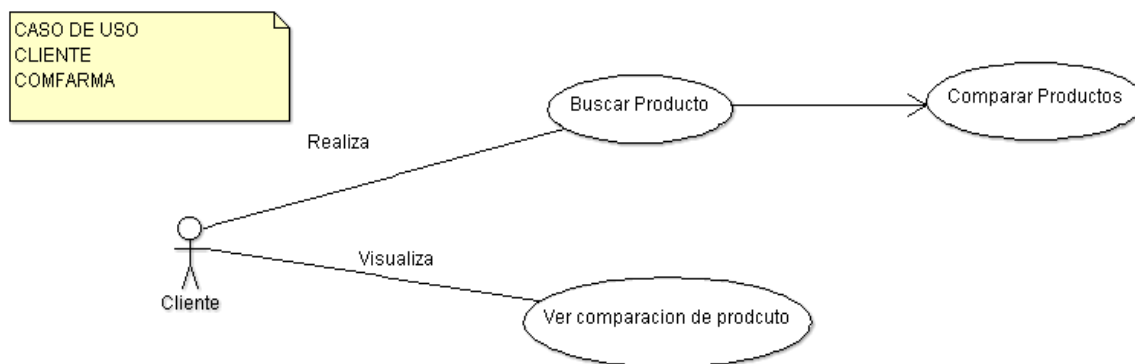 CASO DE USO
CLIENTE
COMFARMA
Buscar Producto
Comparar Productos
Realiza
Visualiza
Cliente
Ver comparacion de prodcuto